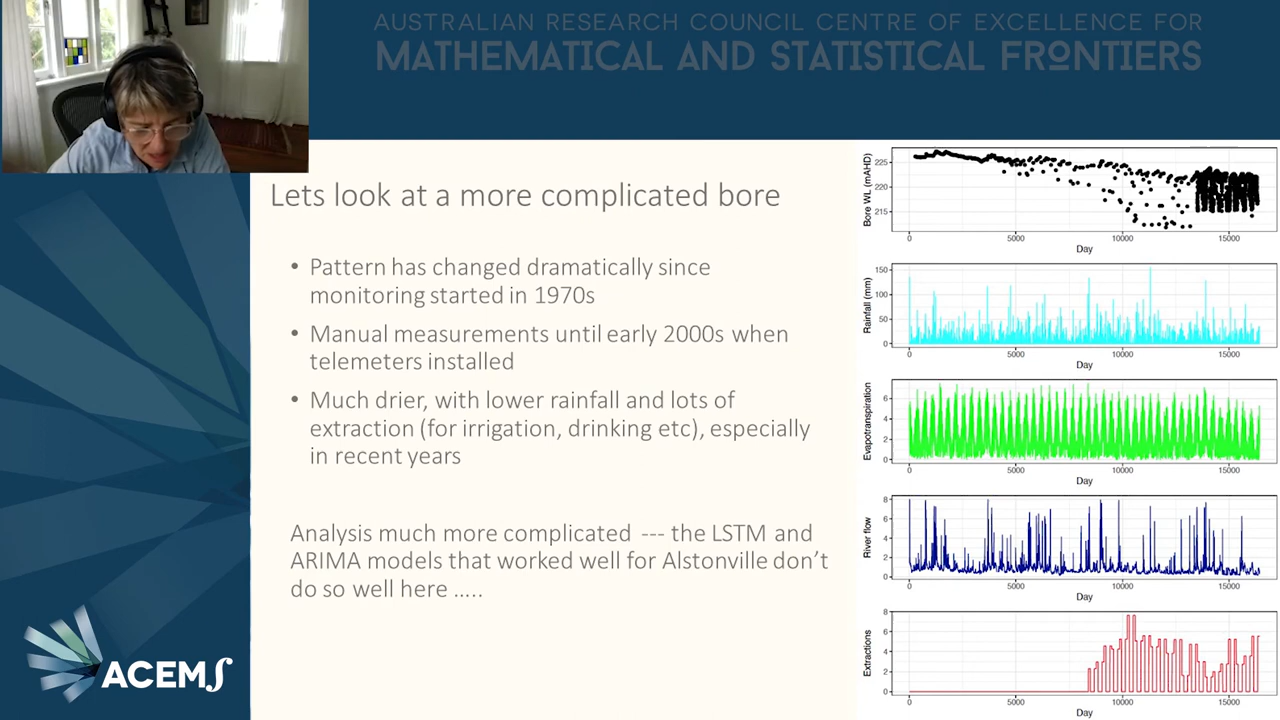 AUSTRALIAN RESEARCH COUNCIL CENTRE OF EXCELLENCE FOR
MATHEMATICAL AND STATISTICAL FRONTIERS
Lets look at a more complicated bore
• Pattern has changed dramatically since
monitoring started in 1970s
• Manual measurements until early 2000s when
telemeters installed
• Much drier, with lower rainfall and lots of
extraction (for irrigation, drinking etc), especially
in recent years
Analysis much more complicated --- the LSTM and
ARIMA models that worked well for Alstonville don’t
do so well here …..
ACEMS
Bore WL (mAHD)
225
220
215
0 5000 10000 15000
Day
Rainfall (mm)
150
100
50
0
0 5000 10000 15000
Day
Evapotranspiration
6
4
2
0
0 5000 10000 15000
Day
River flow
8
6
4
2
0
0 5000 10000 15000
Day
Extractions
8
6
4
2
0
0 5000 10000 15000
Day